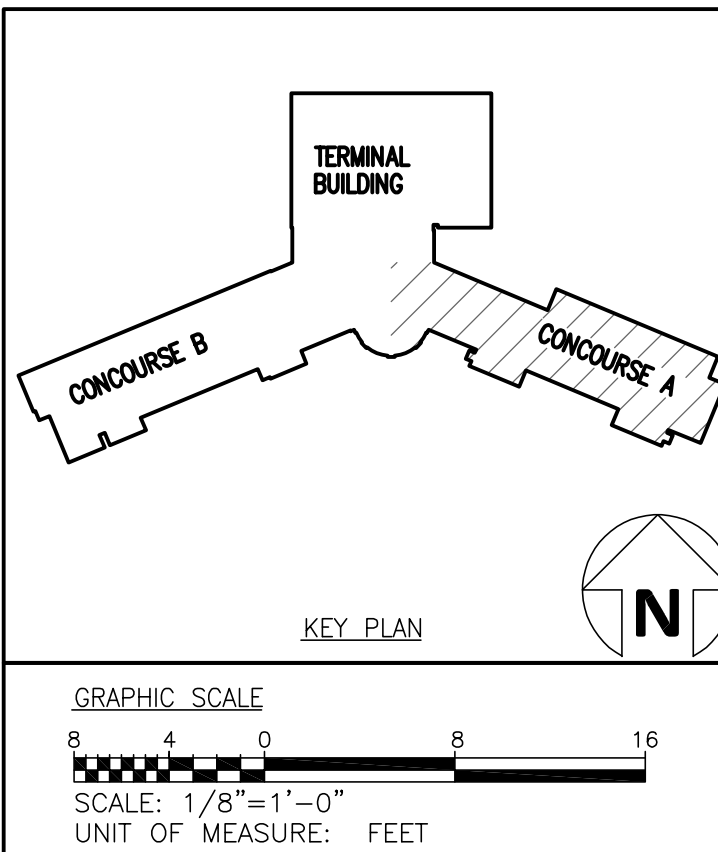 TERMINAL
BUILDING
CONCOURSE B
CONCOURSE A
N
KEY PLAN
GRAPHIC SCALE
8 4 0 8 16
SCALE: 1/8"=1'-0"
UNIT OF MEASURE: FEET